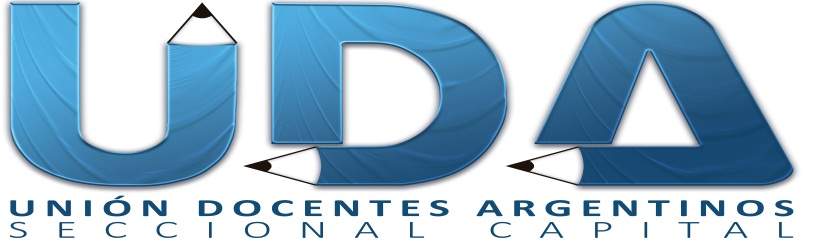 UDA
UNIÓN DOCENTES ARGENTINOS
SECCIONAL CAPITAL